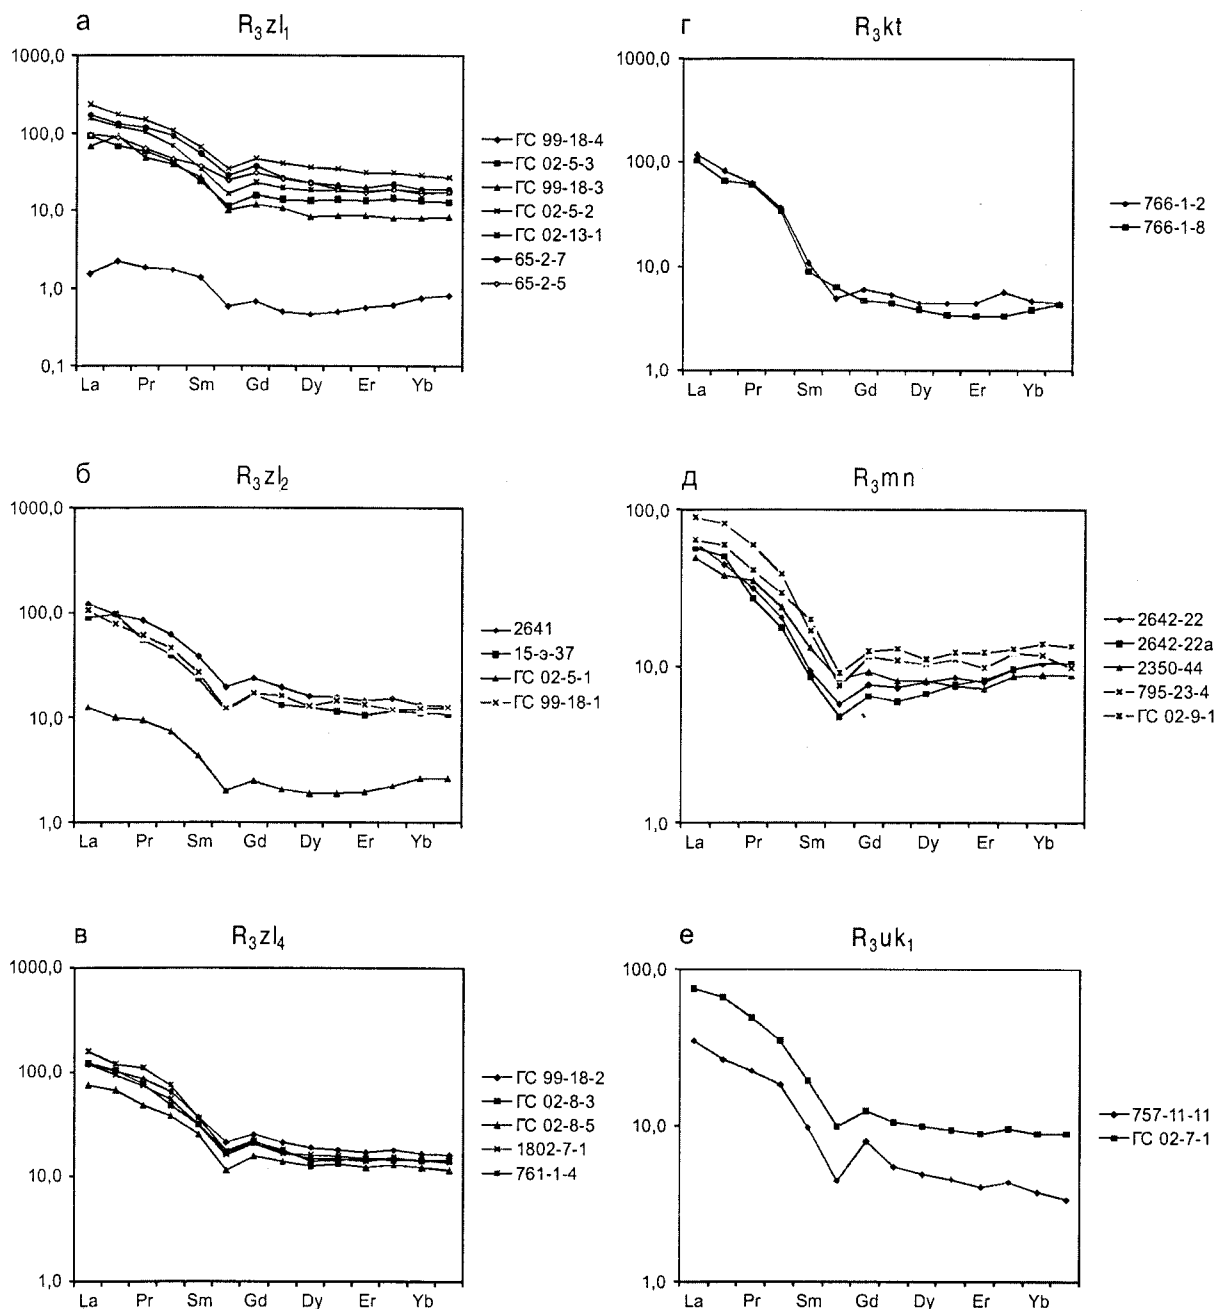 а
R₃zl₁
1000,0
100,0
10,0
1,0
0,1
La Pr Sm Gd Dy Er Yb
ГС 99-18-4
ГС 02-5-3
ГС 99-18-3
ГС 02-5-2
ГС 02-13-1
65-2-7
65-2-5
г
R₃kt
1000,0
100,0
10,0
1,0
La Pr Sm Gd Dy Er Yb
766-1-2
766-1-8
б
R₃zl₂
1000,0
100,0
10,0
1,0
La Pr Sm Gd Dy Er Yb
2641
15-э-37
ГС 02-5-1
ГС 99-18-1
д
R₃mn
100,0
10,0
1,0
La Pr Sm Gd Dy Er Yb
2642-22
2642-22a
2350-44
795-23-4
ГС 02-9-1
в
R₃zl₄
1000,0
100,0
10,0
1,0
La Pr Sm Gd Dy Er Yb
ГС 99-18-2
ГС 02-8-3
ГС 02-8-5
1802-7-1
761-1-4
е
R₃uk₁
100,0
10,0
1,0
La Pr Sm Gd Dy Er Yb
757-11-11
ГС 02-7-1